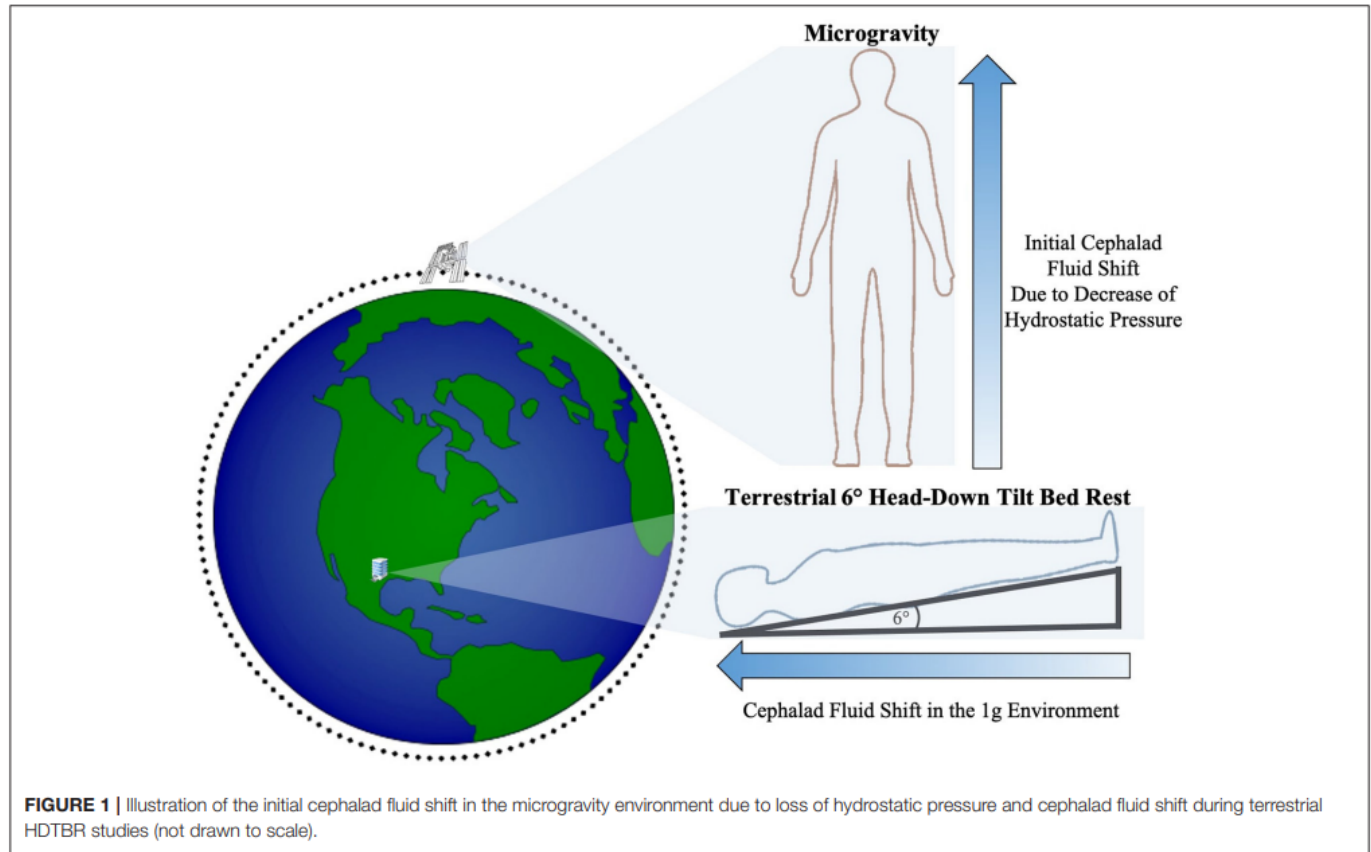 Microgravity
Initial Cephalad
Fluid Shift
Due to Decrease of
Hydrostatic Pressure
Terrestrial 6° Head-Down Tilt Bed Rest
6°
Cephalad Fluid Shift in the 1g Environment
FIGURE 1 | Illustration of the initial cephalad fluid shift in the microgravity environment due to loss of hydrostatic pressure and cephalad fluid shift during terrestrial
HDTBR studies (not drawn to scale).